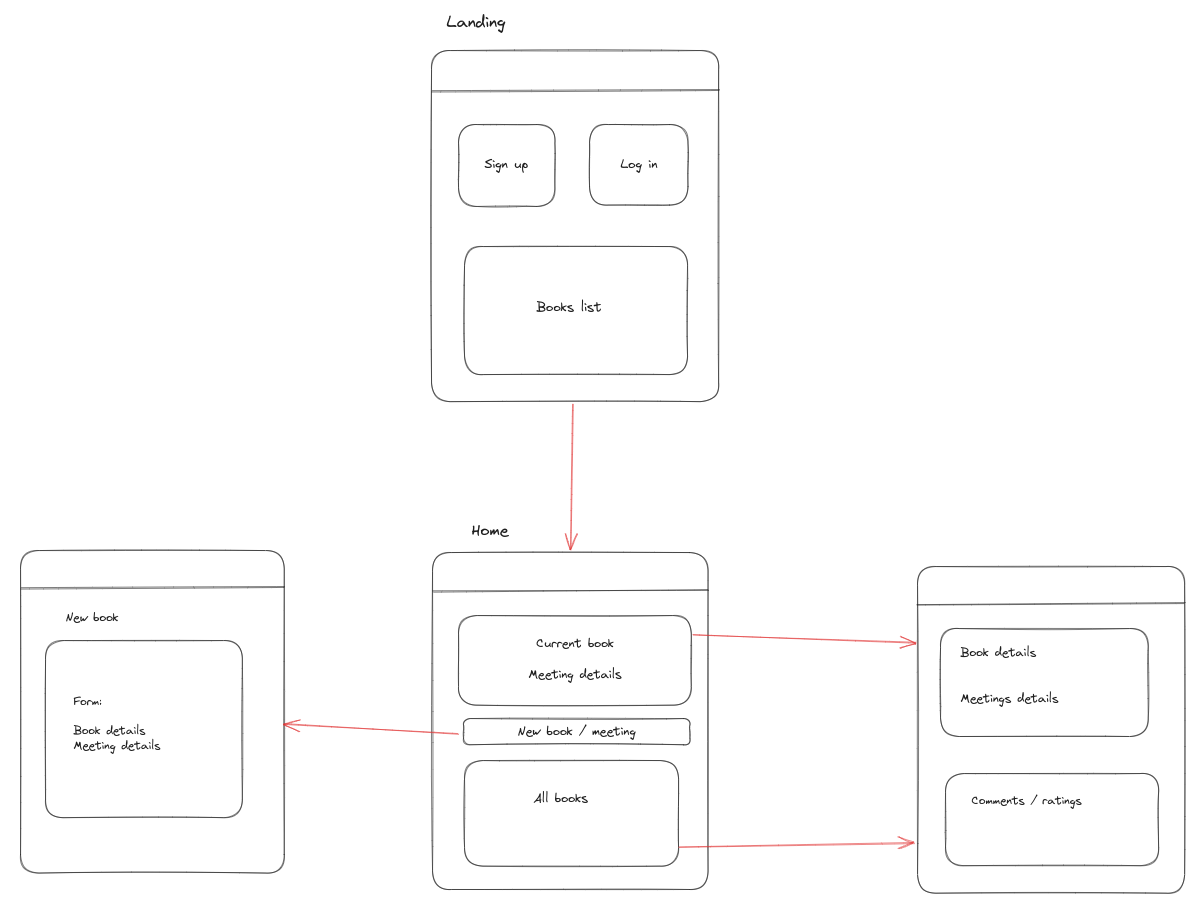 Landing
Sign up
Log in
Books list
Home
New book
Form:
Book details
Meeting details
Current book
Meeting details
New book / meeting
All books
Book details
Meetings details
Comments / ratings